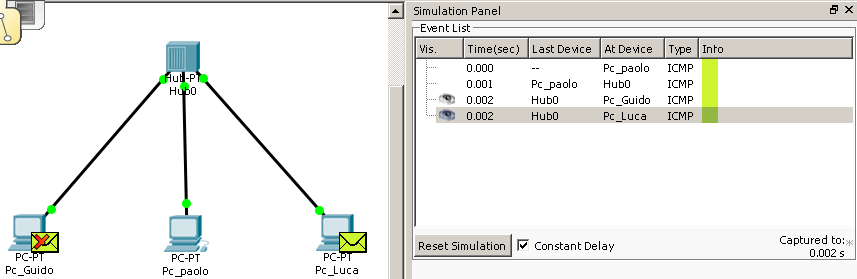 Hub-PT
Hub0
PC-PT
Pc_Guido
PC-PT
Pc_paolo
PC-PT
Pc_Luca
Simulation Panel
Event List
Vis. Time(sec) Last Device At Device Type Info
0.000 -- Pc_paolo ICMP
0.001 Pc_paolo Hub0 ICMP
0.002 Hub0 Pc_Guido ICMP
0.002 Hub0 Pc_Luca ICMP
Reset Simulation Constant Delay Captured to:
0.002 s